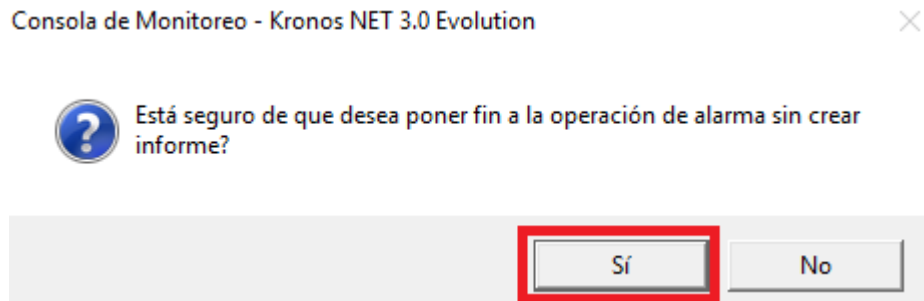 Consola de Monitoreo - Kronos NET 3.0 Evolution
Está seguro de que desea poner fin a la operación de alarma sin crear
informe?
Sí
No